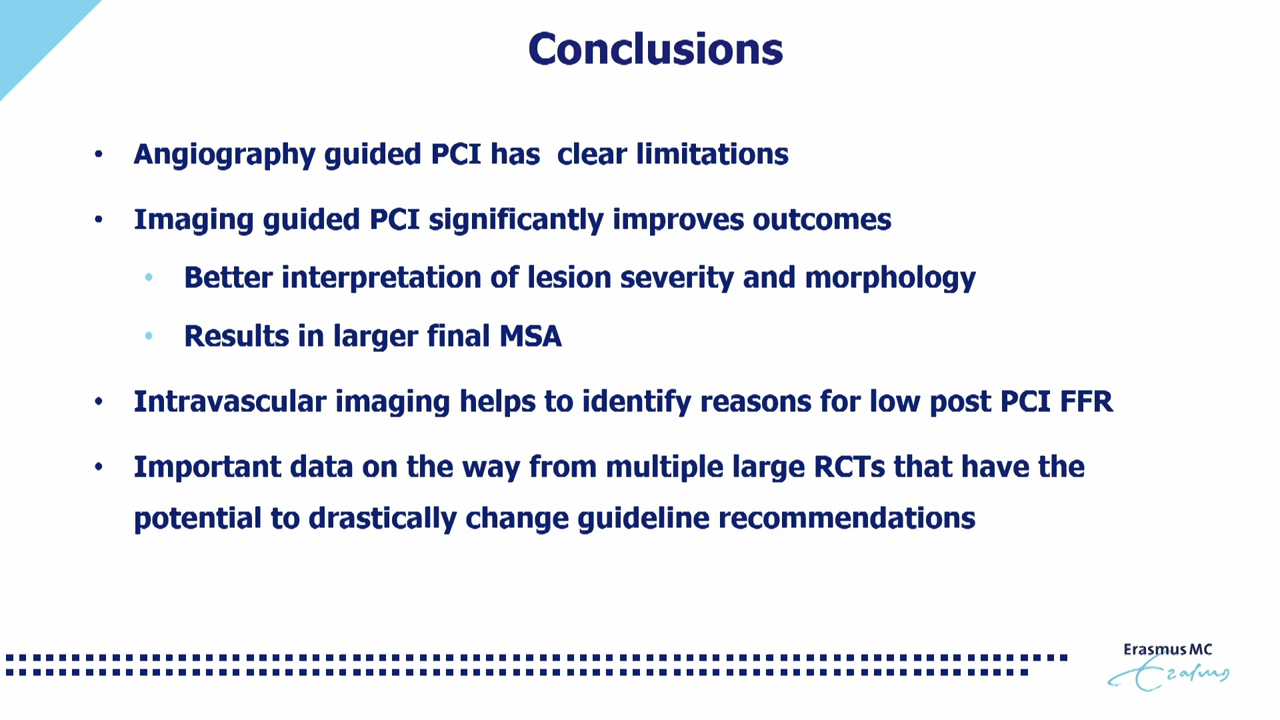 Conclusions
• Angiography guided PCI has  clear limitations
• Imaging guided PCI significantly improves outcomes
• Better interpretation of lesion severity and morphology
• Results in larger final MSA
• Intravascular imaging helps to identify reasons for low post PCI FFR
• Important data on the way from multiple large RCTs that have the
potential to drastically change guideline recommendations
Erasmus MC
Erasmus